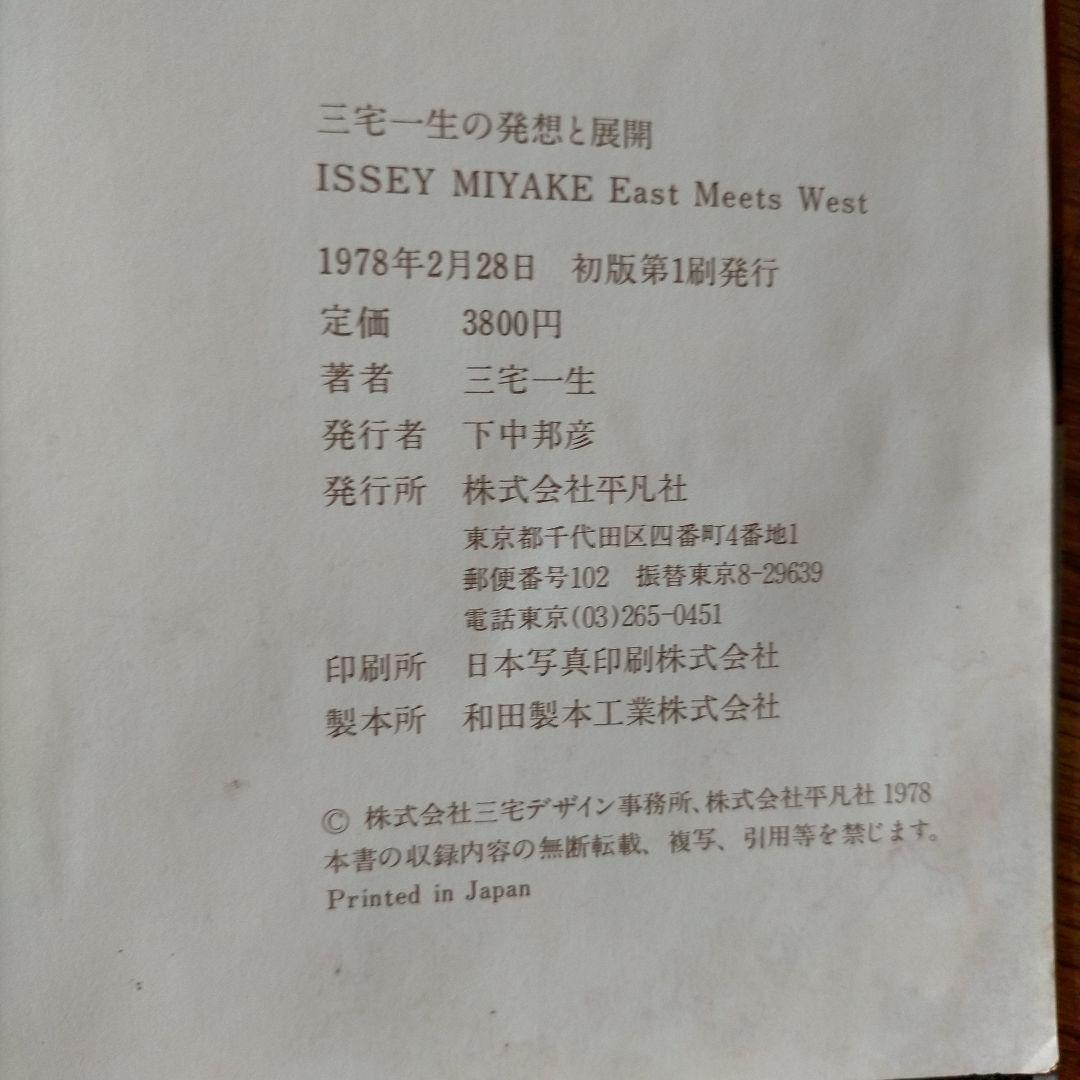 三宅一生の発想と展開
ISSEY MIYAKE East Meets West
1978年2月28日　初版第1刷発行
定価　3800円
著者　三宅一生
発行者　下中邦彦
発行所　株式会社平凡社
東京都千代田区四番町4番地1
郵便番号102　振替東京8-29639
電話東京(03)265-0451
印刷所　日本写真印刷株式会社
製本所　和田製本工業株式会社
© 株式会社三宅デザイン事務所、株式会社平凡社 1978
本書の収録内容の無断転載、複写、引用等を禁じます。
Printed in Japan